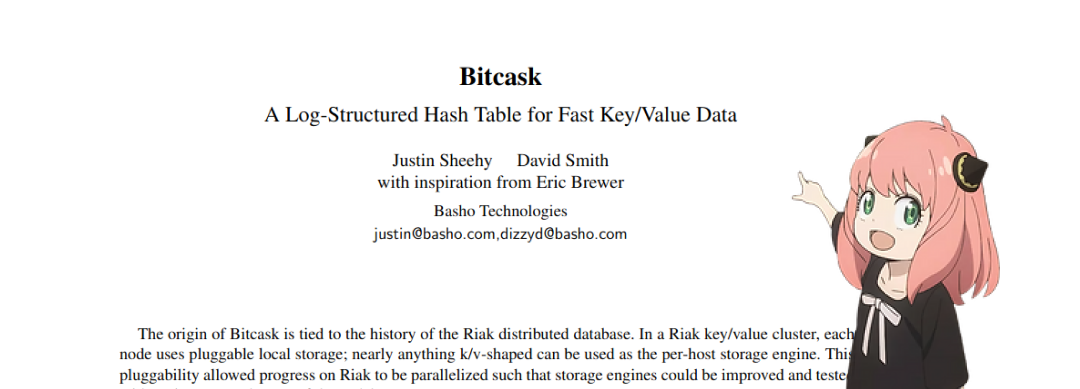 Bitcask
A Log-Structured Hash Table for Fast Key/Value Data
Justin Sheehy David Smith
with inspiration from Eric Brewer
Basho Technologies
justin@basho.com,dizzyd@basho.com
The origin of Bitcask is tied to the history of the Riak distributed database. In a Riak key/value cluster, each
node uses pluggable local storage; nearly anything k/v-shaped can be used as the per-host storage engine. This
pluggability allowed progress on Riak to be parallelized such that storage engines could be improved and teste